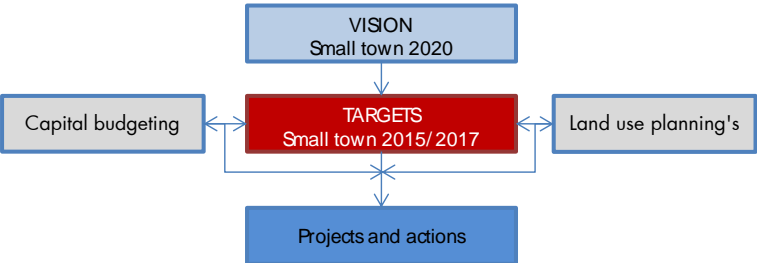 VISION
Small town 2020
Capital budgeting
TARGETS
Small town 2015/2017
Land use planning's
Projects and actions